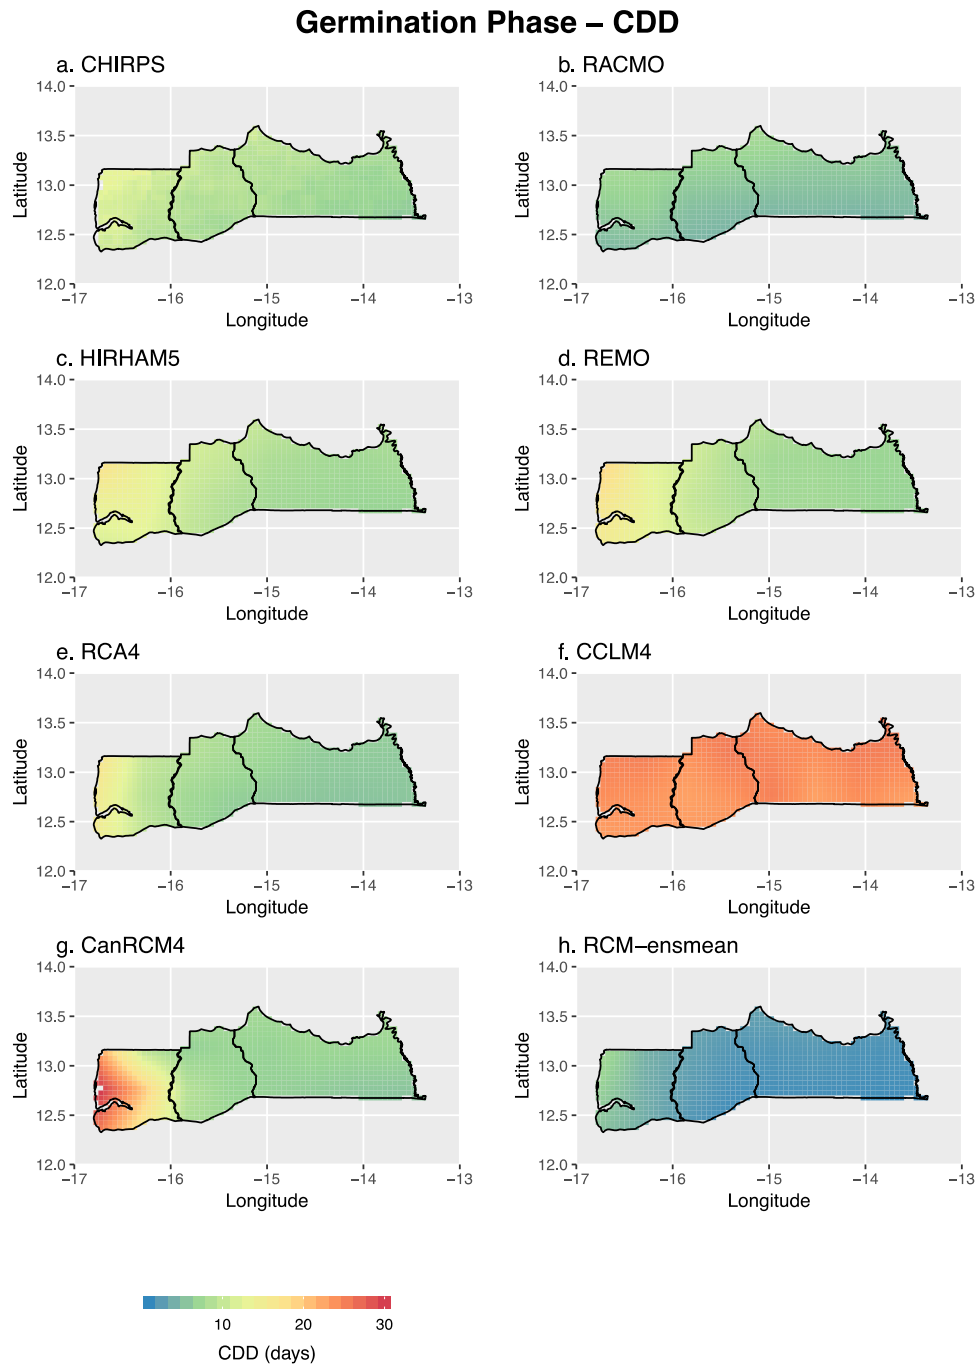 Germination Phase – CDD
a. CHIRPS
14.0
13.5
13.0
12.5
12.0
Latitude
−17 −16 −15 −14 −13
Longitude
b. RACMO
14.0
13.5
13.0
12.5
12.0
Latitude
−17 −16 −15 −14 −13
Longitude
c. HIRHAM5
14.0
13.5
13.0
12.5
12.0
Latitude
−17 −16 −15 −14 −13
Longitude
d. REMO
14.0
13.5
13.0
12.5
12.0
Latitude
−17 −16 −15 −14 −13
Longitude
e. RCA4
14.0
13.5
13.0
12.5
12.0
Latitude
−17 −16 −15 −14 −13
Longitude
f. CCLM4
14.0
13.5
13.0
12.5
12.0
Latitude
−17 −16 −15 −14 −13
Longitude
g. CanRCM4
14.0
13.5
13.0
12.5
12.0
Latitude
−17 −16 −15 −14 −13
Longitude
h. RCM−ensmean
14.0
13.5
13.0
12.5
12.0
Latitude
−17 −16 −15 −14 −13
Longitude
10 20 30
CDD (days)